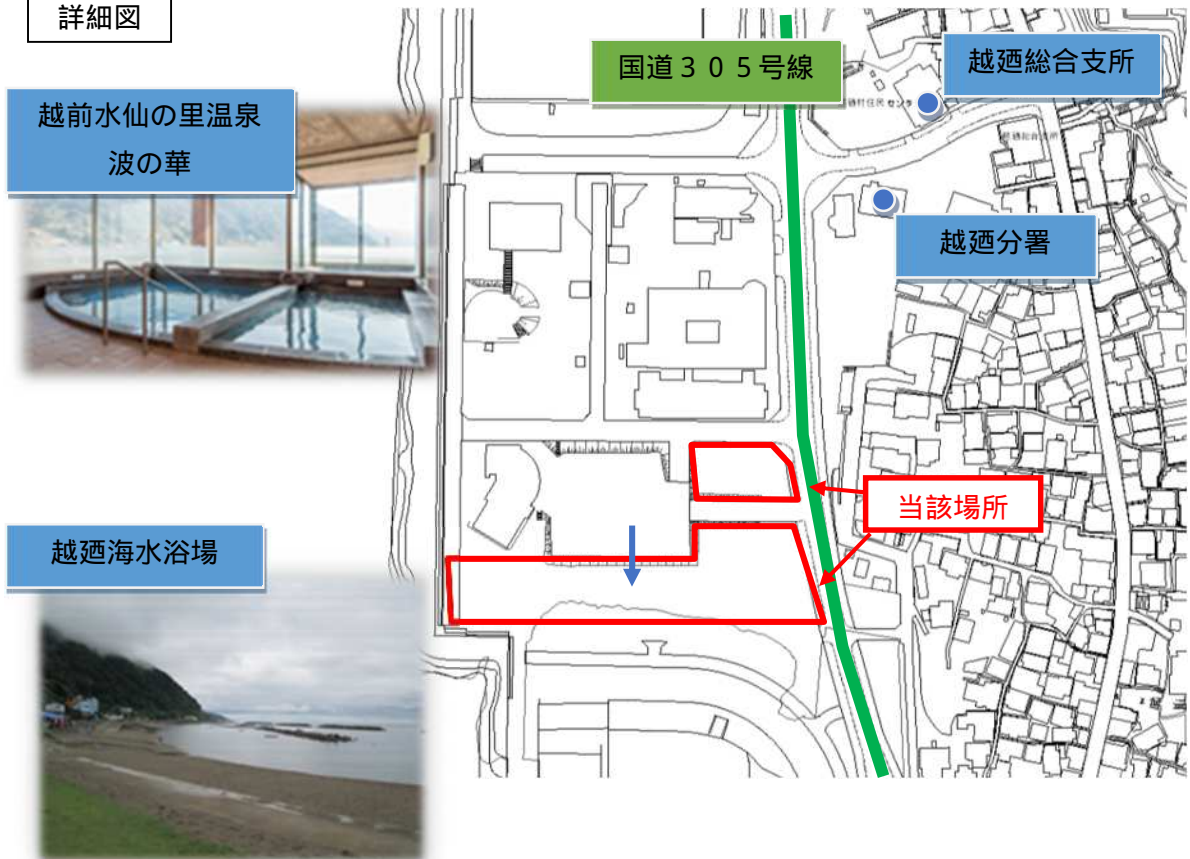 詳細図
国道３０５号線
越廼総合支所
越前水仙の里温泉
波の華
越廼分署
当該場所
越廼海水浴場